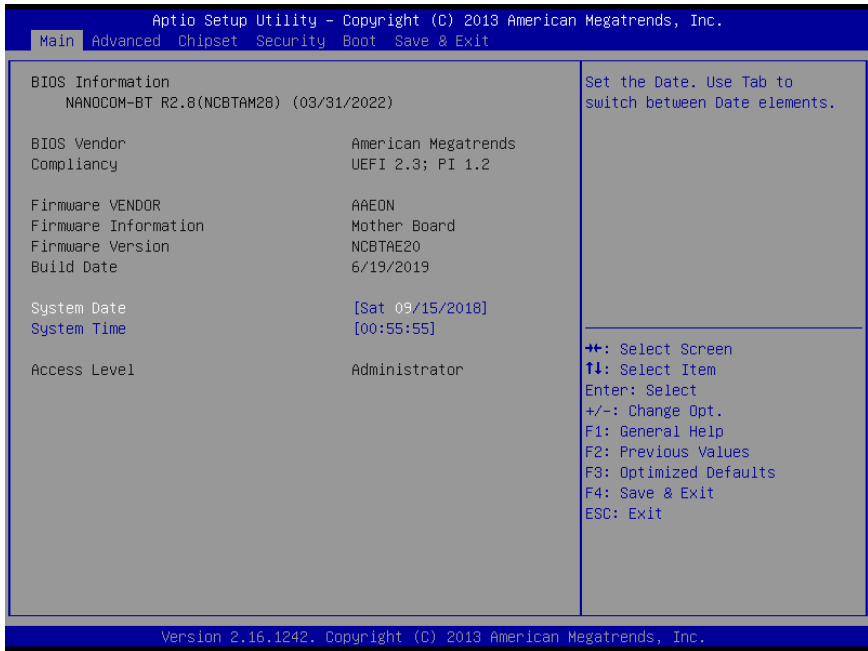 Aptio Setup Utility – Copyright (C) 2013 American Megatrends, Inc.
Main Advanced Chipset Security Boot Save & Exit
BIOS Information
NANOCOM-BT R2.8(NCBTAM28) (03/31/2022)
BIOS Vendor American Megatrends
Compliancy UEFI 2.3; PI 1.2
Firmware VENDOR AAEON
Firmware Information Mother Board
Firmware Version NCBTAE20
Build Date 6/19/2019
System Date [Sat 09/15/2018]
System Time [00:55:55]
Access Level Administrator
Set the Date. Use Tab to
switch between Date elements.
→←: Select Screen
↑↓: Select Item
Enter: Select
+/-: Change Opt.
F1: General Help
F2: Previous Values
F3: Optimized Defaults
F4: Save & Exit
ESC: Exit
Version 2.16.1242. Copyright (C) 2013 American Megatrends, Inc.